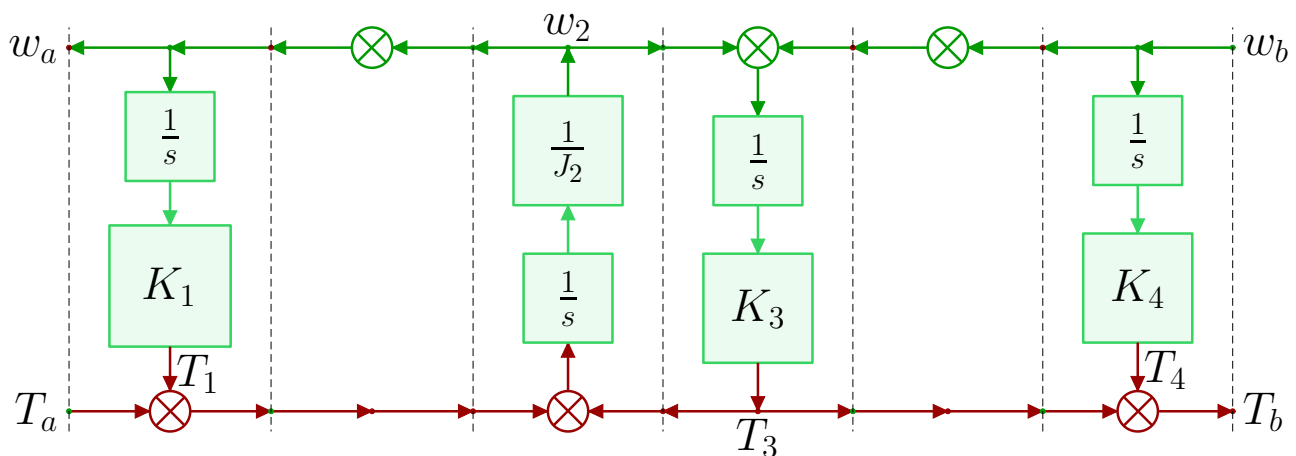 w_a w_2 w_b
1/s 1/J_2 1/s 1/s
K_1 1/s K_3 K_4
T_1 T_4
T_a T_3 T_b